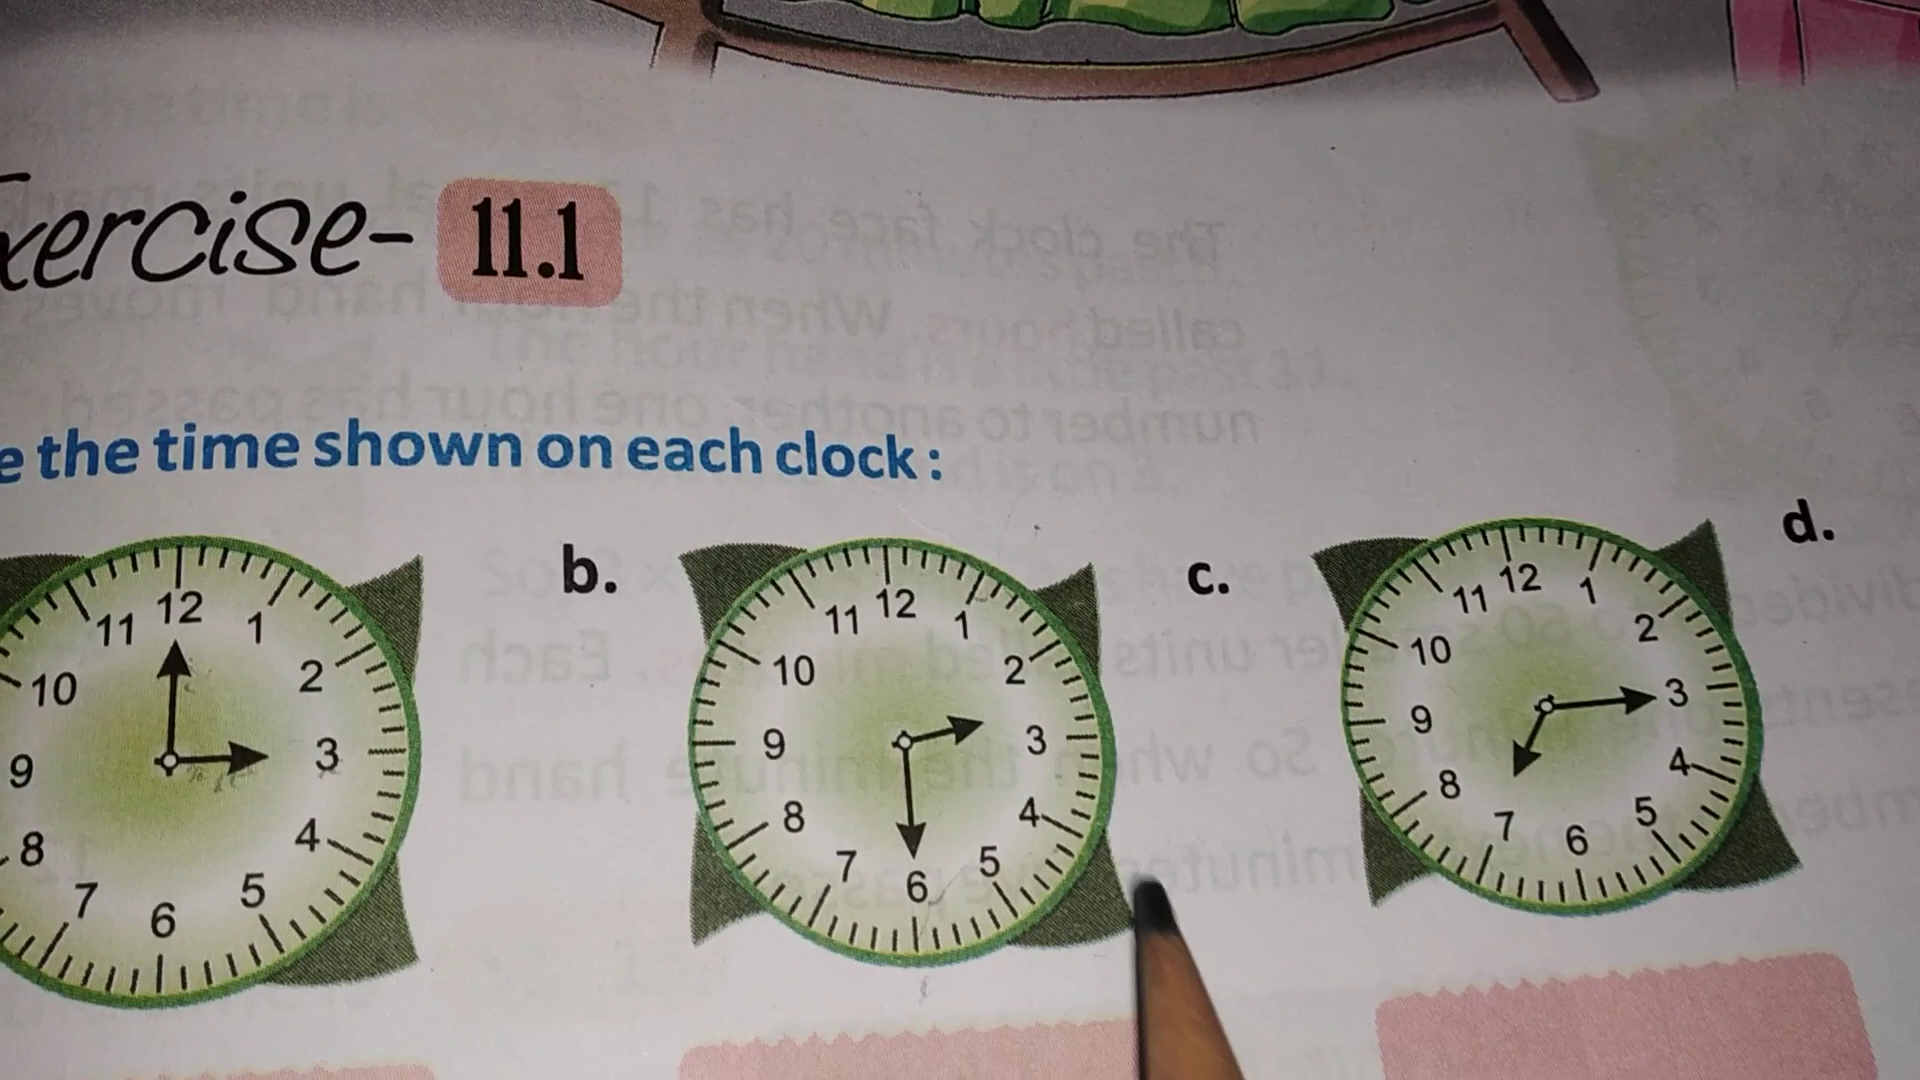 xercise- 11.1
e the time shown on each clock :
b. c. d.
12 1 2 3 4 5 6 7 8 9 10 11
12 1 2 3 4 5 6 7 8 9 10 11
12 1 2 3 4 5 6 7 8 9 10 11